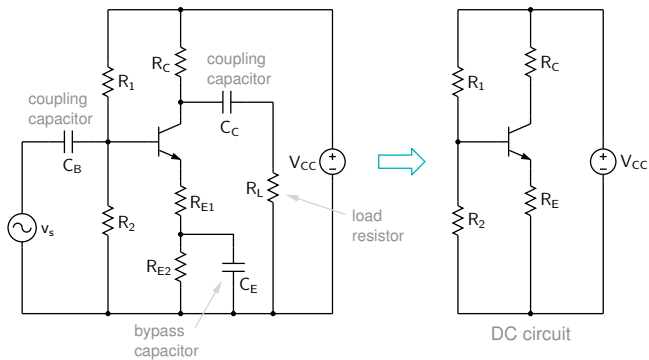 R1
RC
coupling
capacitor
coupling
capacitor
CB
CC
VCC
R2
RE1
RL
vs
RE2
CE
load
resistor
bypass
capacitor
R1
RC
VCC
R2
RE
DC circuit